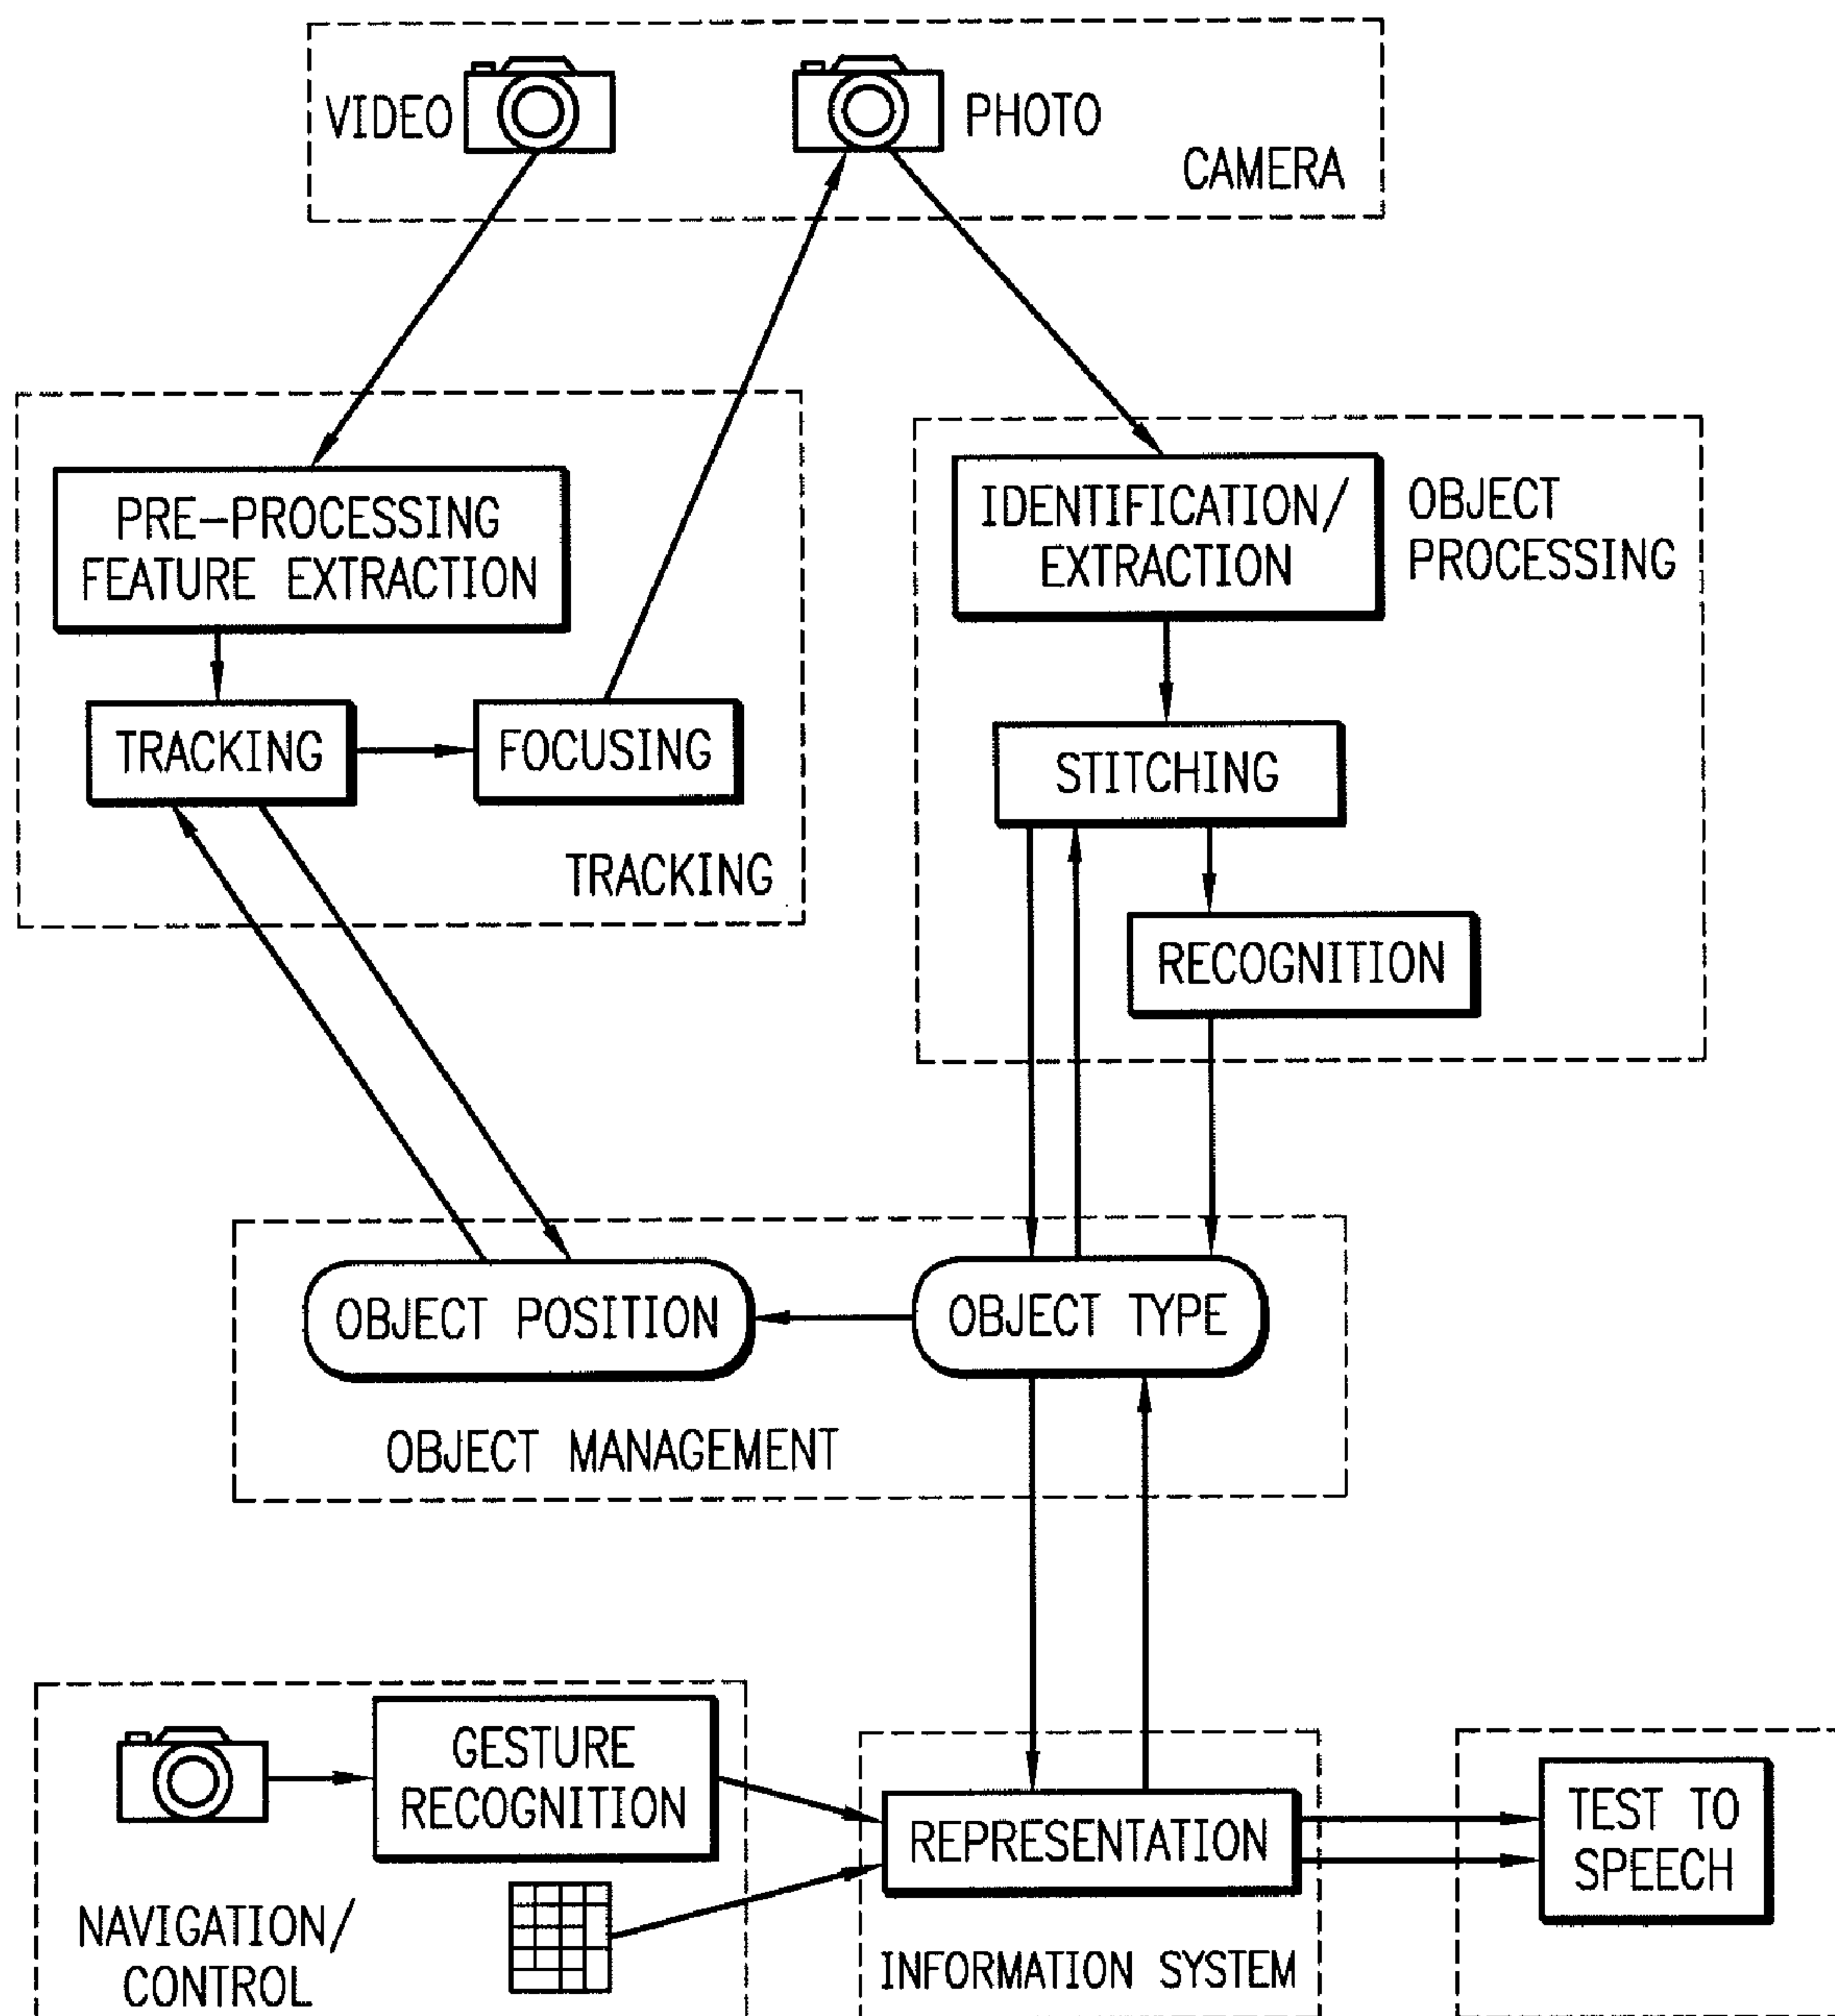 VIDEO
PHOTO
CAMERA
PRE-PROCESSING
FEATURE EXTRACTION
TRACKING
FOCUSING
TRACKING
IDENTIFICATION/
EXTRACTION
OBJECT
PROCESSING
STITCHING
RECOGNITION
OBJECT POSITION
OBJECT TYPE
OBJECT MANAGEMENT
GESTURE
RECOGNITION
NAVIGATION/
CONTROL
REPRESENTATION
INFORMATION SYSTEM
TEST TO
SPEECH